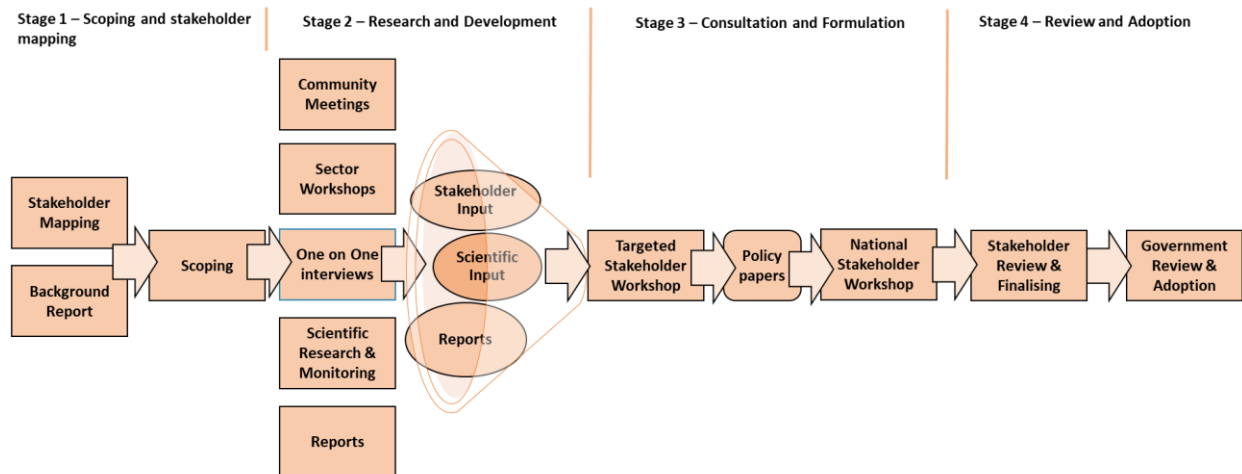 Stage 1 – Scoping and stakeholder
mapping
Stage 2 – Research and Development
Stage 3 – Consultation and Formulation
Stage 4 – Review and Adoption
Stakeholder
Mapping
Background
Report
Scoping
Community
Meetings
Sector
Workshops
One on One
interviews
Scientific
Research &
Monitoring
Reports
Stakeholder
Input
Scientific
Input
Reports
Targeted
Stakeholder
Workshop
Policy
papers
National
Stakeholder
Workshop
Stakeholder
Review &
Finalising
Government
Review &
Adoption